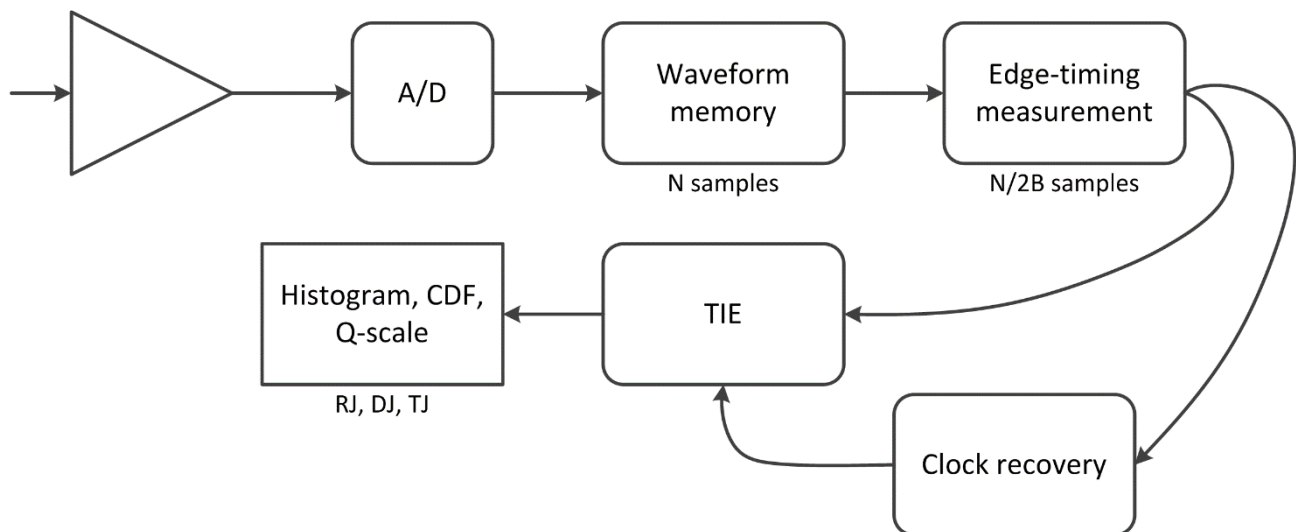 A/D
Waveform
memory
N samples
Edge-timing
measurement
N/2B samples
Histogram, CDF,
Q-scale
RJ, DJ, TJ
TIE
Clock recovery